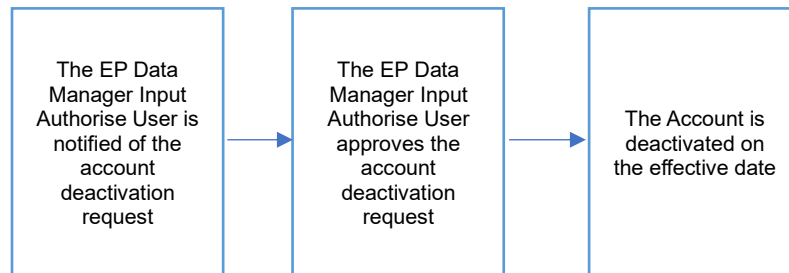 The EP Data
Manager Input
Authorise User is
notified of the
account
deactivation
request
The EP Data
Manager Input
Authorise User
approves the
account
deactivation
request
The Account is
deactivated on
the effective date